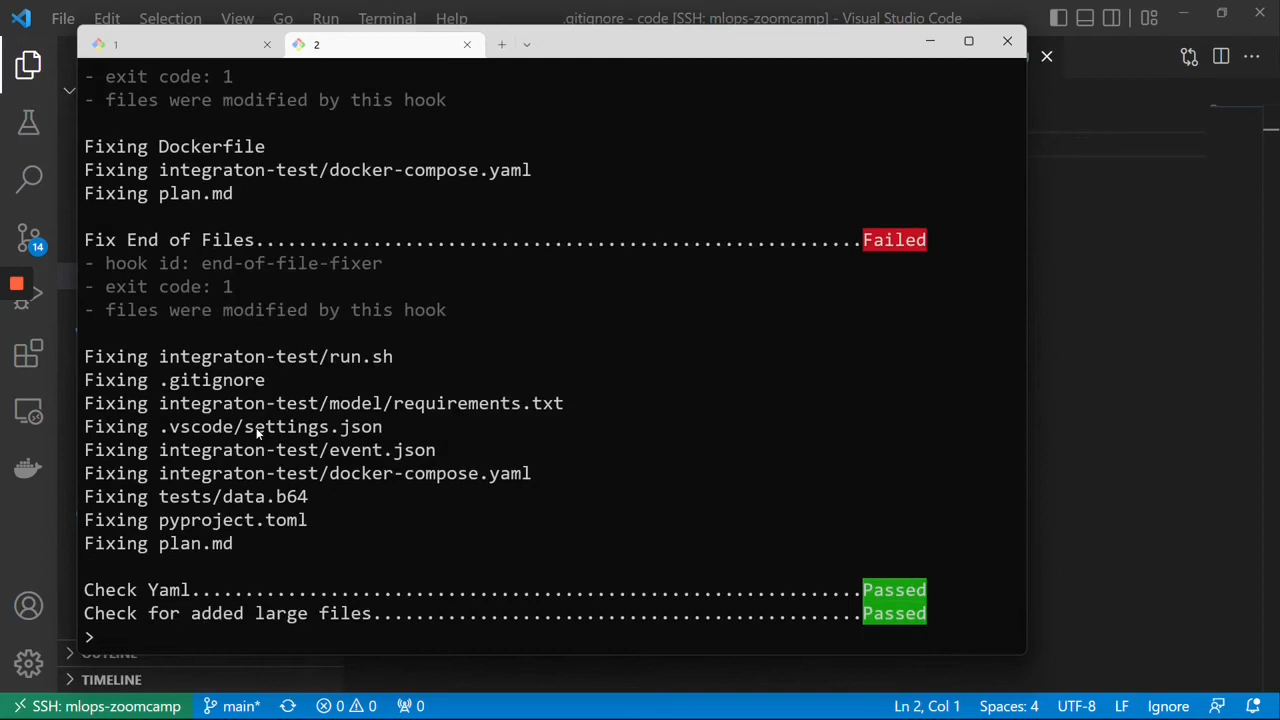 File Edit Selection View Go Run Terminal Help .gitignore - code [SSH: mlops-zoomcamp] - Visual Studio Code
1 2
- exit code: 1
- files were modified by this hook
Fixing Dockerfile
Fixing integraton-test/docker-compose.yaml
Fixing plan.md
Fix End of Files.........................................................Failed
- hook id: end-of-file-fixer
- exit code: 1
- files were modified by this hook
Fixing integraton-test/run.sh
Fixing .gitignore
Fixing integraton-test/model/requirements.txt
Fixing .vscode/settings.json
Fixing integraton-test/event.json
Fixing integraton-test/docker-compose.yaml
Fixing tests/data.b64
Fixing pyproject.toml
Fixing plan.md
Check Yaml...............................................................Passed
Check for added large files..............................................Passed
>
14
OUTLINE
TIMELINE
SSH: mlops-zoomcamp main* 0 0 0 Ln 2, Col 1 Spaces: 4 UTF-8 LF Ignore